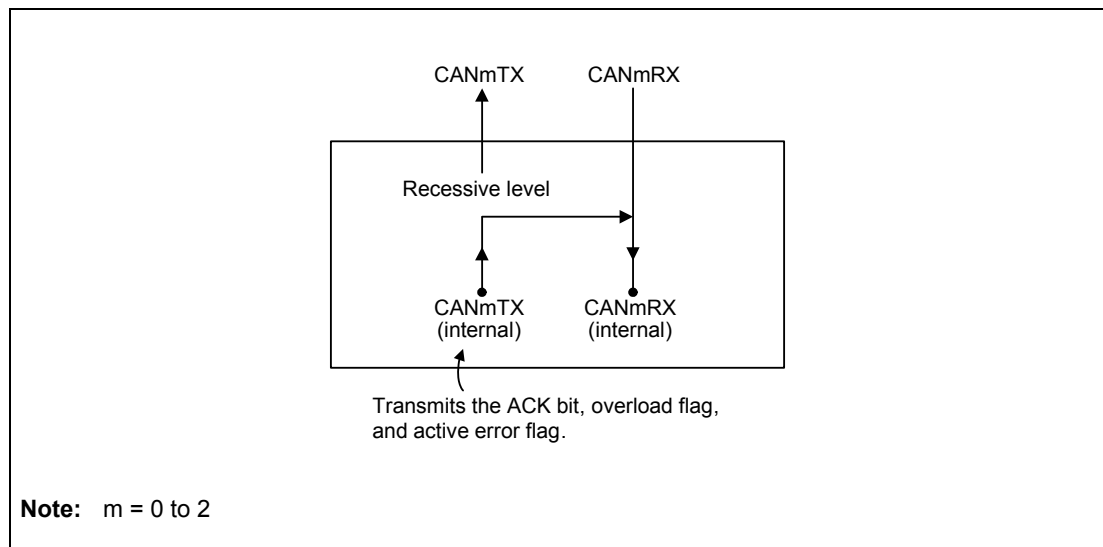 CANmTX CANmRX
Recessive level
CANmTX CANmRX
(internal) (internal)
Transmits the ACK bit, overload flag,
and active error flag.
Note: m = 0 to 2